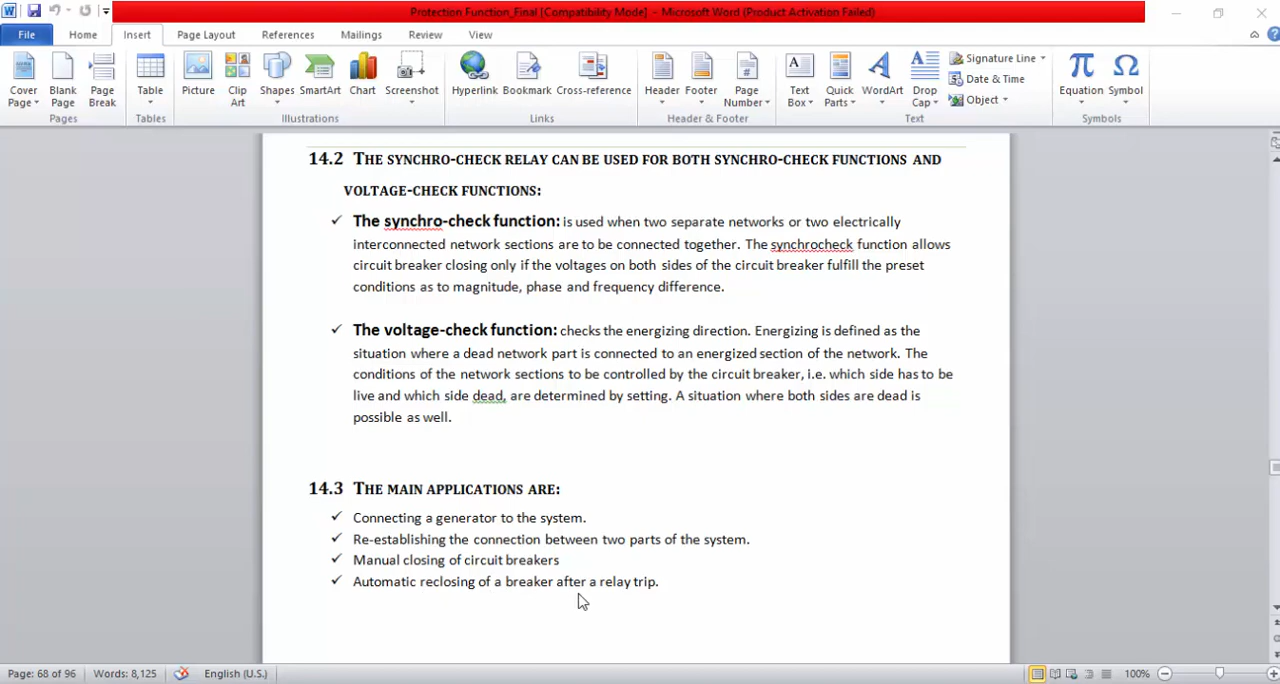 Protection Function_Final [Compatibility Mode] - Microsoft Word (Product Activation Failed)
File Home Insert Page Layout References Mailings Review View
Cover Page Blank Page Page Break Table Picture Clip Art Shapes SmartArt Chart Screenshot Hyperlink Bookmark Cross-reference Header Footer Page Number Text Box Quick Parts WordArt Drop Cap Signature Line Date & Time Object Equation Symbol
Pages Tables Illustrations Links Header & Footer Text Symbols
14.2 THE SYNCHRO-CHECK RELAY CAN BE USED FOR BOTH SYNCHRO-CHECK FUNCTIONS AND
VOLTAGE-CHECK FUNCTIONS:
✓ The synchro-check function: is used when two separate networks or two electrically
interconnected network sections are to be connected together. The synchrocheck function allows
circuit breaker closing only if the voltages on both sides of the circuit breaker fulfill the preset
conditions as to magnitude, phase and frequency difference.
✓ The voltage-check function: checks the energizing direction. Energizing is defined as the
situation where a dead network part is connected to an energized section of the network. The
conditions of the network sections to be controlled by the circuit breaker, i.e. which side has to be
live and which side dead, are determined by setting. A situation where both sides are dead is
possible as well.
14.3 THE MAIN APPLICATIONS ARE:
✓ Connecting a generator to the system.
✓ Re-establishing the connection between two parts of the system.
✓ Manual closing of circuit breakers
✓ Automatic reclosing of a breaker after a relay trip.
Page: 68 of 96 Words: 8,125 English (U.S.) 100%